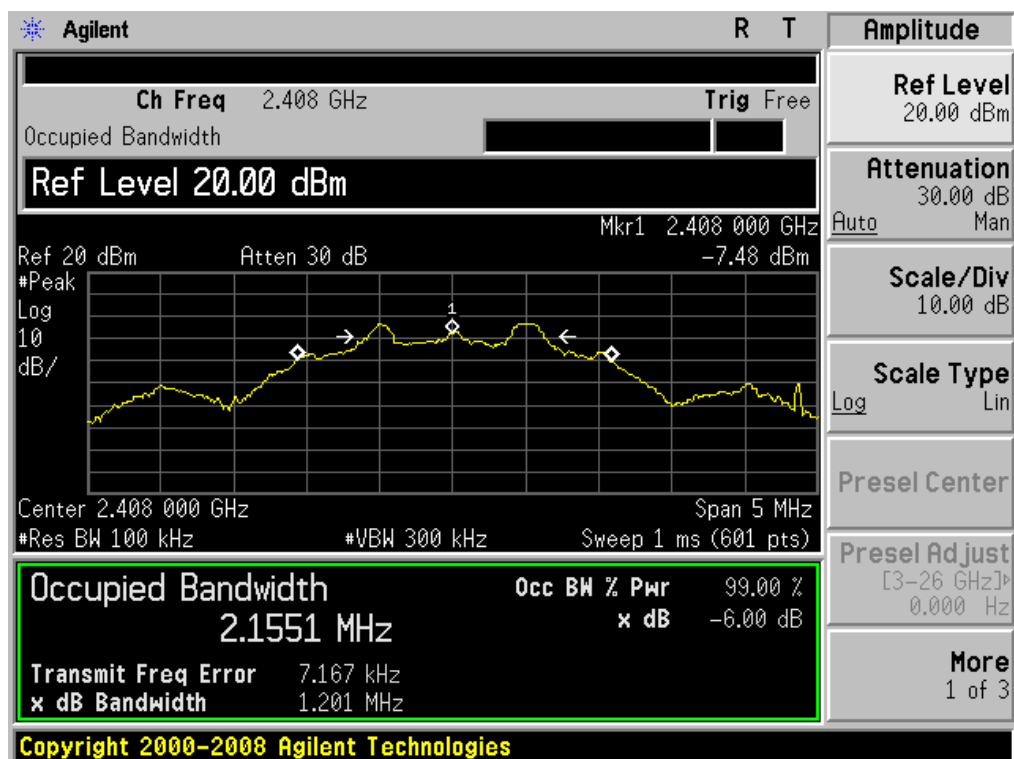 Agilent R T
Ch Freq 2.408 GHz Trig Free
Occupied Bandwidth
Ref Level 20.00 dBm
Mkr1 2.408 000 GHz
Ref 20 dBm Atten 30 dB -7.48 dBm
#Peak
Log
10
dB/
1
Center 2.408 000 GHz Span 5 MHz
#Res BW 100 kHz #VBW 300 kHz Sweep 1 ms (601 pts)
Occupied Bandwidth Occ BW % Pwr 99.00 %
2.1551 MHz x dB -6.00 dB
Transmit Freq Error 7.167 kHz
x dB Bandwidth 1.201 MHz
Copyright 2000-2008 Agilent Technologies
Amplitude
Ref Level
20.00 dBm
Attenuation
30.00 dB
Auto Man
Scale/Div
10.00 dB
Scale Type
Log Lin
Presel Center
Presel Adjust
[3-26 GHz]
0.000 Hz
More
1 of 3